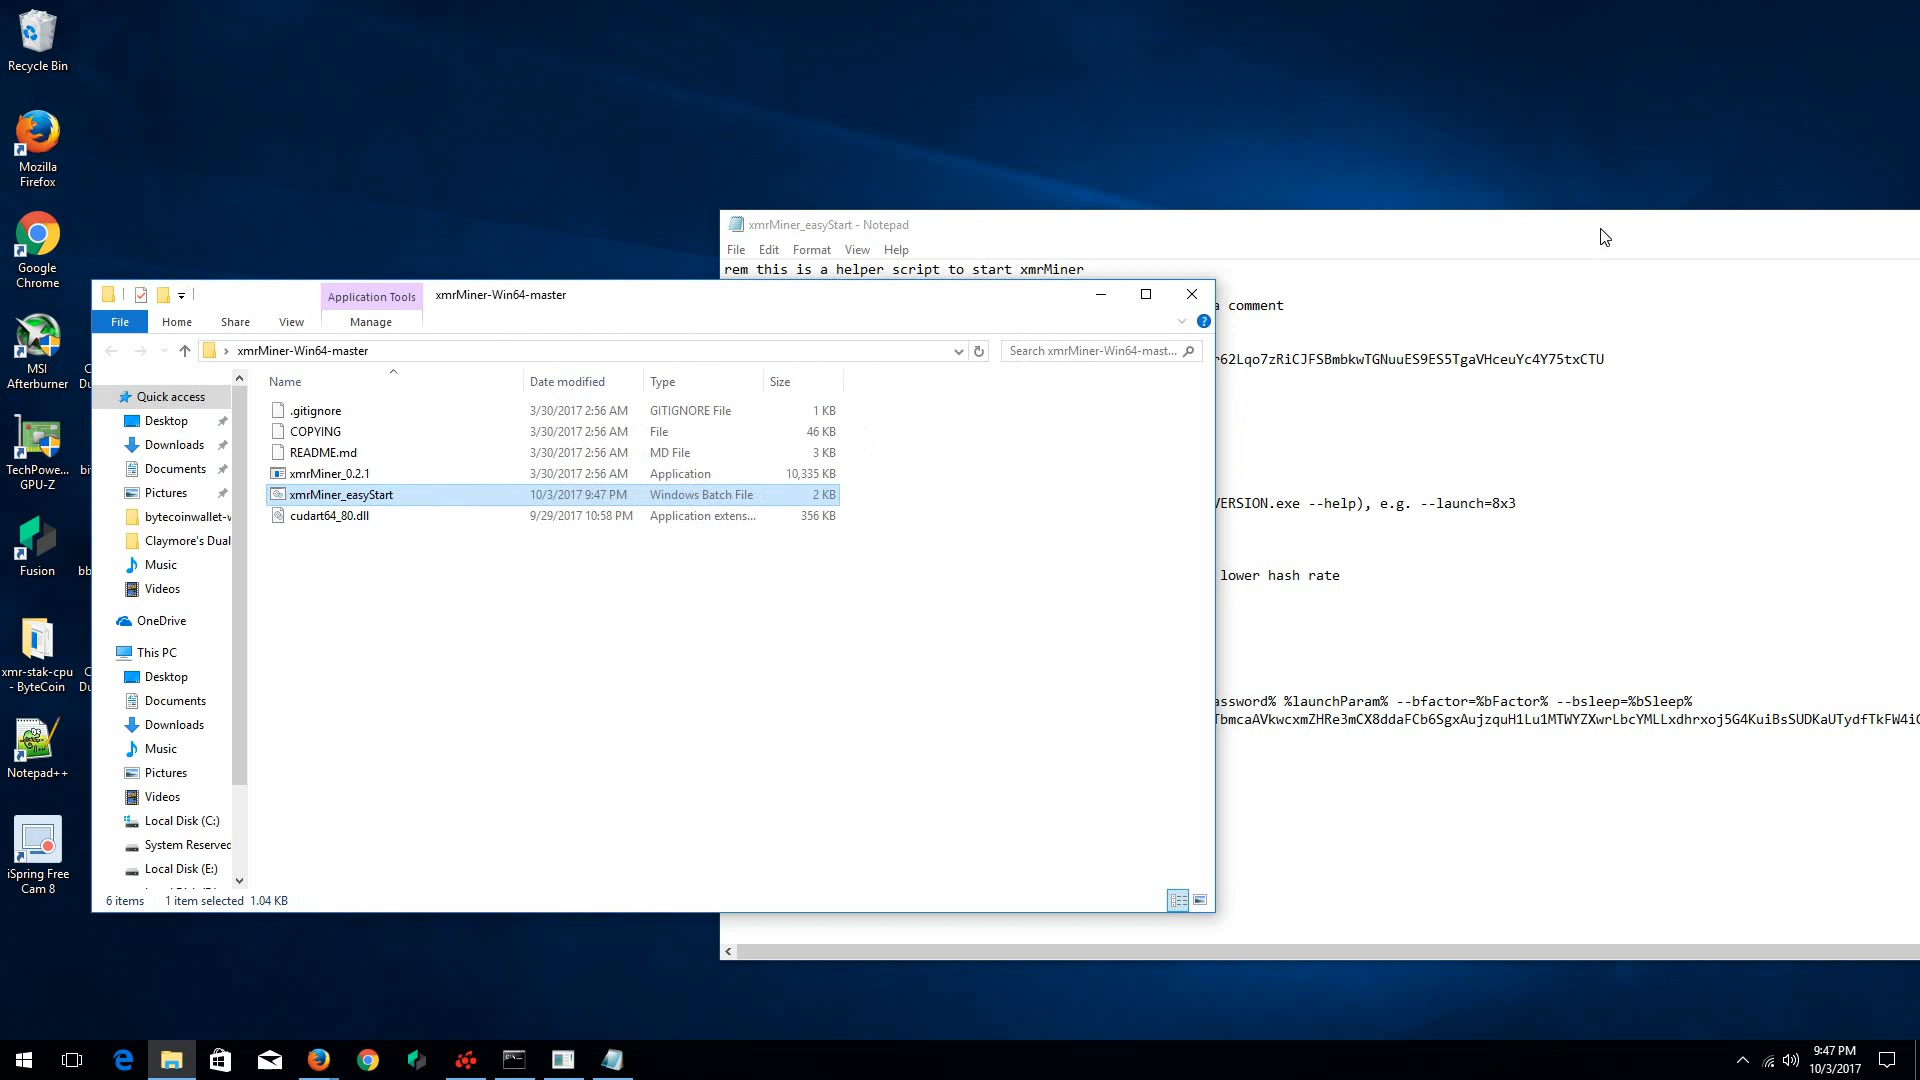 Recycle Bin
Mozilla
Firefox
Google
Chrome
MSI
Afterburner
TechPowe...
GPU-Z
Fusion
xmr-stak-cpu
- ByteCoin
Notepad++
iSpring Free
Cam 8
C
Du
bi
bb
C
Du
xmrMiner_easyStart - Notepad
File Edit Format View Help
rem this is a helper script to start xmrMiner
a comment
r62Lqo7zRiCJFSBmbkwTGNuuES9ES5TgaVHceuYc4Y75txCTU
VERSION.exe --help), e.g. --launch=8x3
lower hash rate
assword% %launchParam% --bfactor=%bFactor% --bsleep=%bSleep%
TbmcaAVkwcxmZHRe3mCX8ddaFCb6SgxAujzquH1Lu1MTWYZXwrLbcYMLLxdhrxoj5G4KuiBsSUDKaUTydfTkFW4iC
Application Tools xmrMiner-Win64-master
File Home Share View Manage
xmrMiner-Win64-master Search xmrMiner-Win64-mast...
Name Date modified Type Size
.gitignore 3/30/2017 2:56 AM GITIGNORE File 1 KB
COPYING 3/30/2017 2:56 AM File 46 KB
README.md 3/30/2017 2:56 AM MD File 3 KB
xmrMiner_0.2.1 3/30/2017 2:56 AM Application 10,335 KB
xmrMiner_easyStart 10/3/2017 9:47 PM Windows Batch File 2 KB
cudart64_80.dll 9/29/2017 10:58 PM Application extens... 356 KB
Quick access
Desktop
Downloads
Documents
Pictures
bytecoinwallet-w
Claymore's Dual
Music
Videos
OneDrive
This PC
Desktop
Documents
Downloads
Music
Pictures
Videos
Local Disk (C:)
System Reserved
Local Disk (E:)
6 items 1 item selected 1.04 KB
9:47 PM
10/3/2017